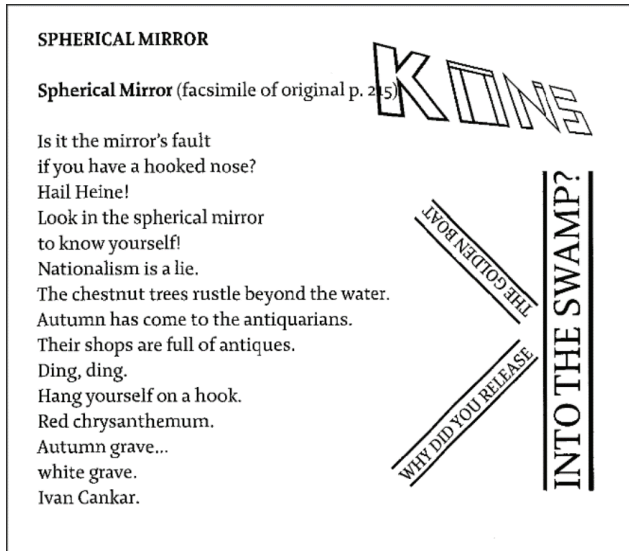 SPHERICAL MIRROR
Spherical Mirror (facsimile of original p. 215)
KONS
Is it the mirror's fault
if you have a hooked nose?
Hail Heine!
Look in the spherical mirror
to know yourself!
Nationalism is a lie.
The chestnut trees rustle beyond the water.
Autumn has come to the antiquarians.
Their shops are full of antiques.
Ding, ding.
Hang yourself on a hook.
Red chrysanthemum.
Autumn grave...
white grave.
Ivan Cankar.
WHY DID YOU RELEASE
THE GOLDEN BOAT
INTO THE SWAMP?